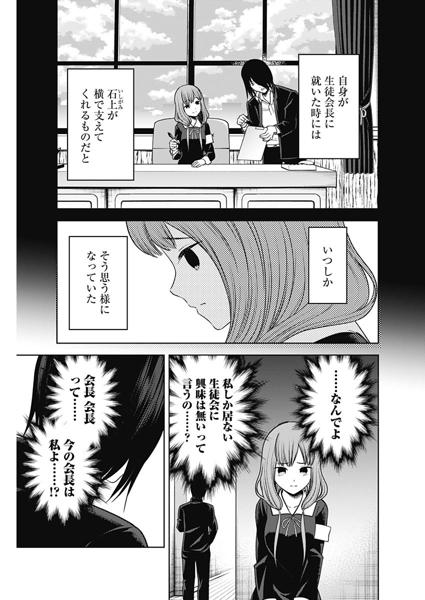 自身が
生徒会長に
就いた時には
石上が
いしがみ
横で支えて
くれるものだと
いつしか
そう思う様に
なっていた
……なんでよ
私しか居ない
生徒会に
興味は無いって
言うの……?
会長会長
って……
今の会長は
私よ……!?